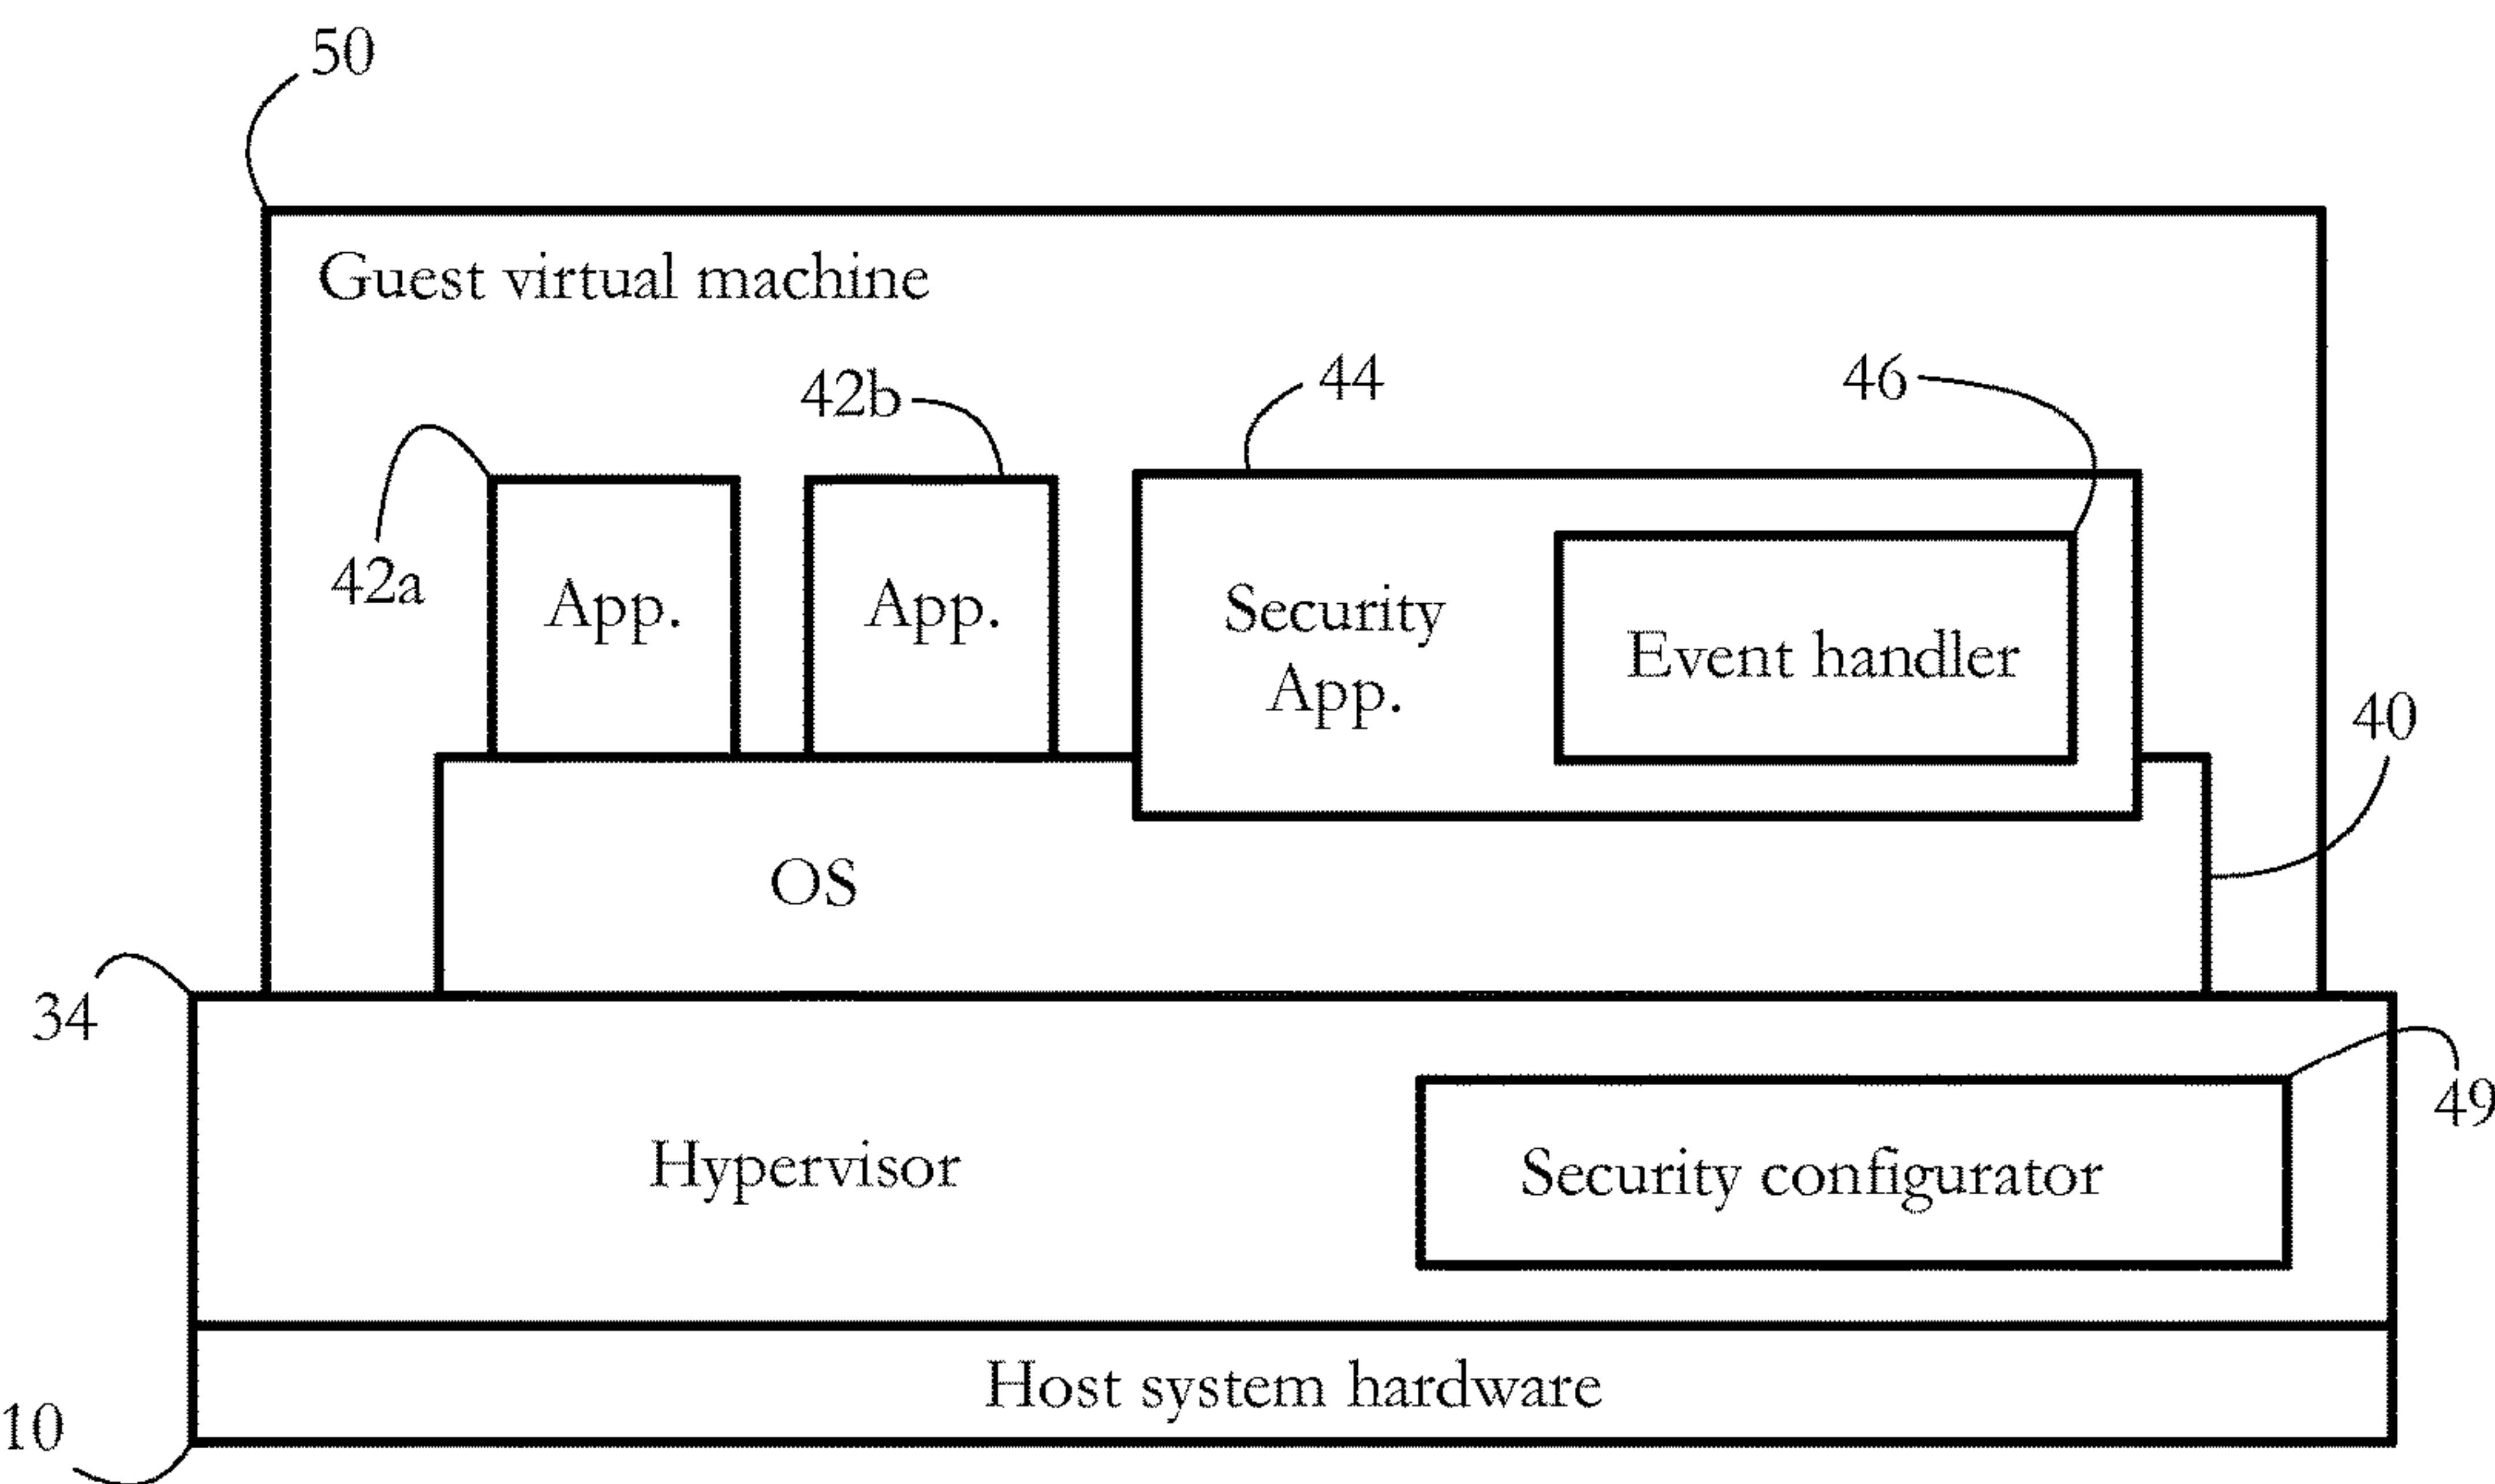 50
Guest virtual machine
44
46
42b
42a
App.
App.
Security
App.
Event handler
40
OS
34
49
Hypervisor
Security configurator
Host system hardware
10